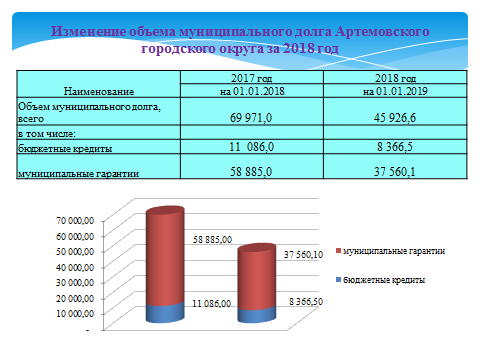 Изменение объема муниципального долга Артемовского
городского округа за 2018 год
Наименование
2017 год
2018 год
на 01.01.2018
на 01.01.2019
Объем муниципального долга,
всего
69 971,0
45 926,6
в том числе:
бюджетные кредиты
11 086,0
8 366,5
муниципальные гарантии
58 885,0
37 560,1
70 000,00
60 000,00
50 000,00
40 000,00
30 000,00
20 000,00
10 000,00
-
58 885,00
37 560,10
11 086,00
8 366,50
муниципальные гарантии
бюджетные кредиты